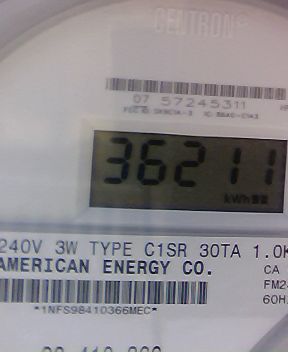 CENTRON®
07 57245311
36211
kWh
240V 3W TYPE C1SR 30TA 1.0K
AMERICAN ENERGY CO.
CA
FM2
60H
*1NFS98410366MEC*